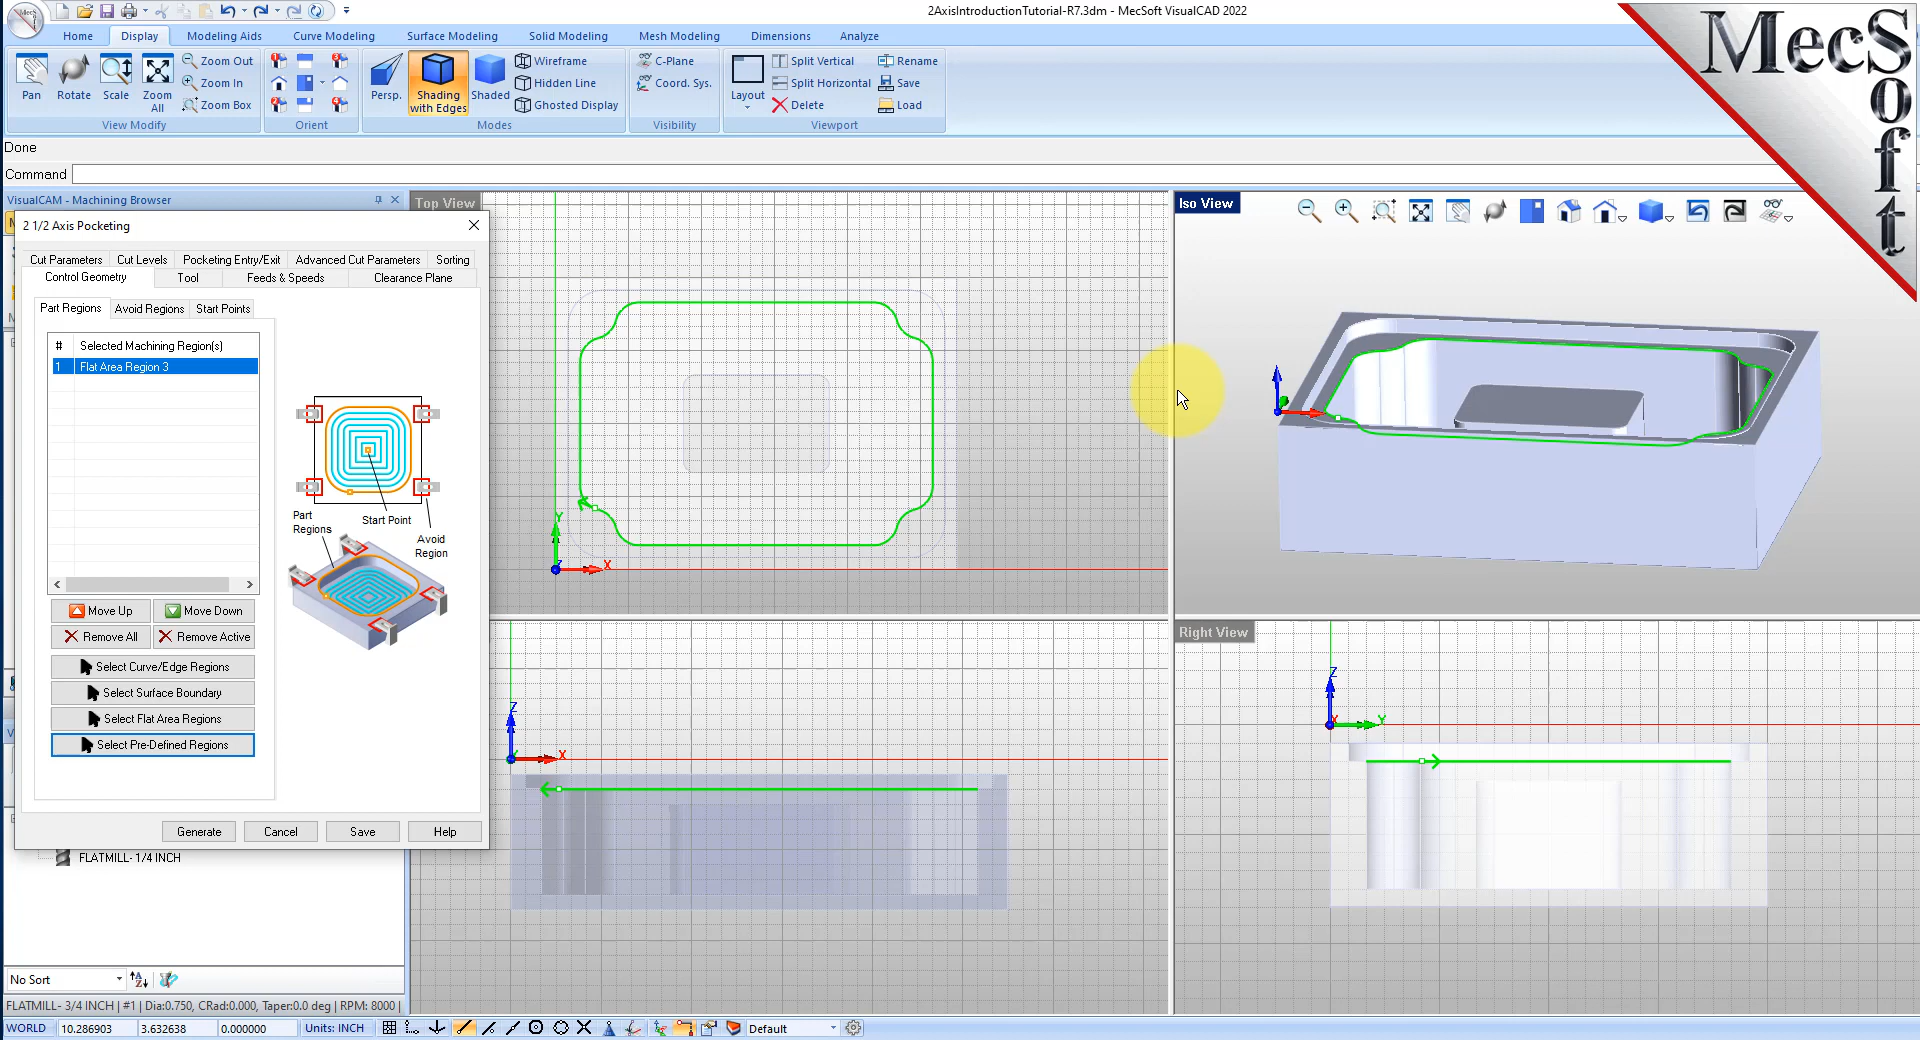 2AxisIntroductionTutorial-R7.3dm - MecSoft VisualCAD 2022
Home Display Modeling Aids Curve Modeling Surface Modeling Solid Modeling Mesh Modeling Dimensions Analyze
Pan Rotate Scale Zoom All Zoom Out Zoom In Zoom Box
Persp. Shading with Edges Shaded Wireframe Hidden Line Ghosted Display
C-Plane Coord. Sys.
Layout Split Vertical Split Horizontal Delete Rename Save Load
View Modify Orient Modes Visibility Viewport
MecSoft
Done
Command
VisualCAM - Machining Browser
2 1/2 Axis Pocketing
Cut Parameters Cut Levels Pocketing Entry/Exit Advanced Cut Parameters Sorting
Control Geometry Tool Feeds & Speeds Clearance Plane
Part Regions Avoid Regions Start Points
# Selected Machining Region(s)
1 Flat Area Region 3
Part Regions
Start Point
Avoid Region
Move Up Move Down
Remove All Remove Active
Select Curve/Edge Regions
Select Surface Boundary
Select Flat Area Regions
Select Pre-Defined Regions
Generate Cancel Save Help
FLATMILL- 1/4 INCH
No Sort
FLATMILL- 3/4 INCH | #1 | Dia:0.750, CRad:0.000, Taper:0.0 deg | RPM: 8000 |
Top View
Y
X
Iso View
Z
X
Right View
Z
X
Y
WORLD 10.286903 3.632638 0.000000 Units: INCH Default